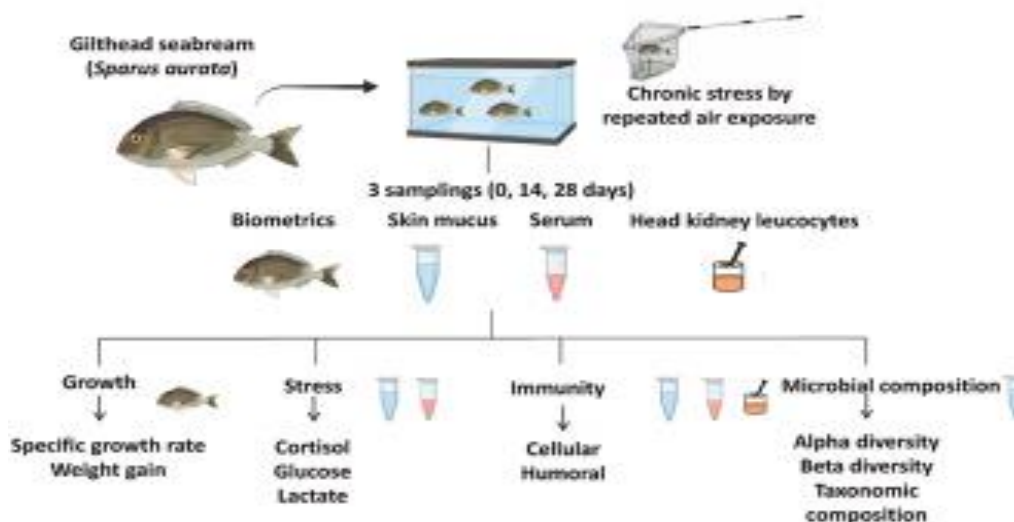 Gilthead seabream
(Sparus aurata)
Chronic stress by
repeated air exposure
3 samplings (0, 14, 28 days)
Biometrics Skin mucus Serum Head kidney leucocytes
Growth Stress Immunity Microbial composition
Specific growth rate
Weight gain
Cortisol
Glucose
Lactate
Cellular
Humoral
Alpha diversity
Beta diversity
Taxonomic
composition